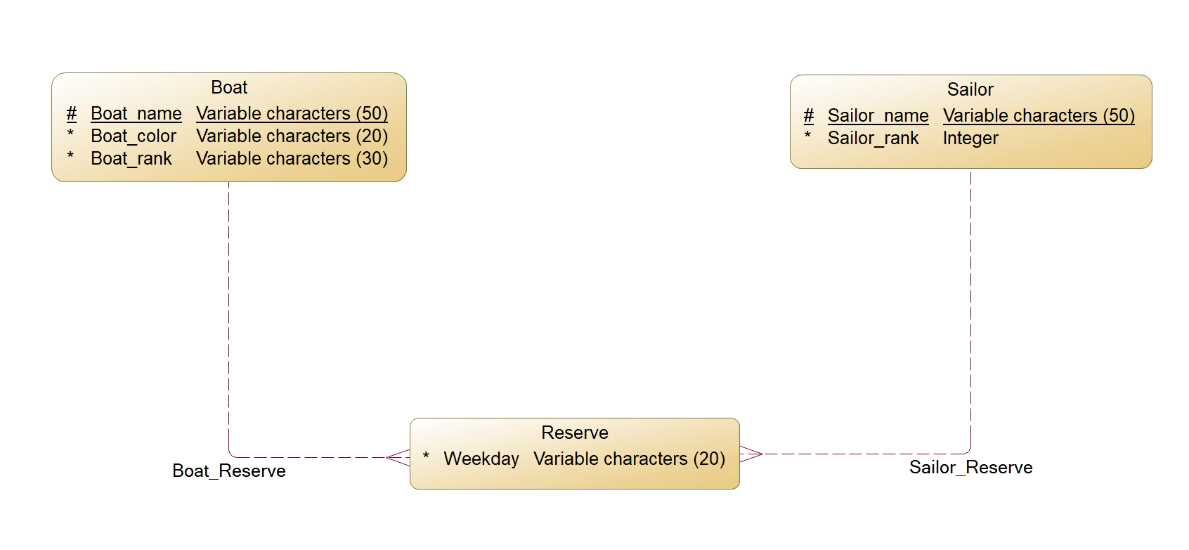 Boat
# Boat_name Variable characters (50)
* Boat_color Variable characters (20)
* Boat_rank Variable characters (30)
Sailor
# Sailor_name Variable characters (50)
* Sailor_rank Integer
Reserve
* Weekday Variable characters (20)
Boat_Reserve
Sailor_Reserve